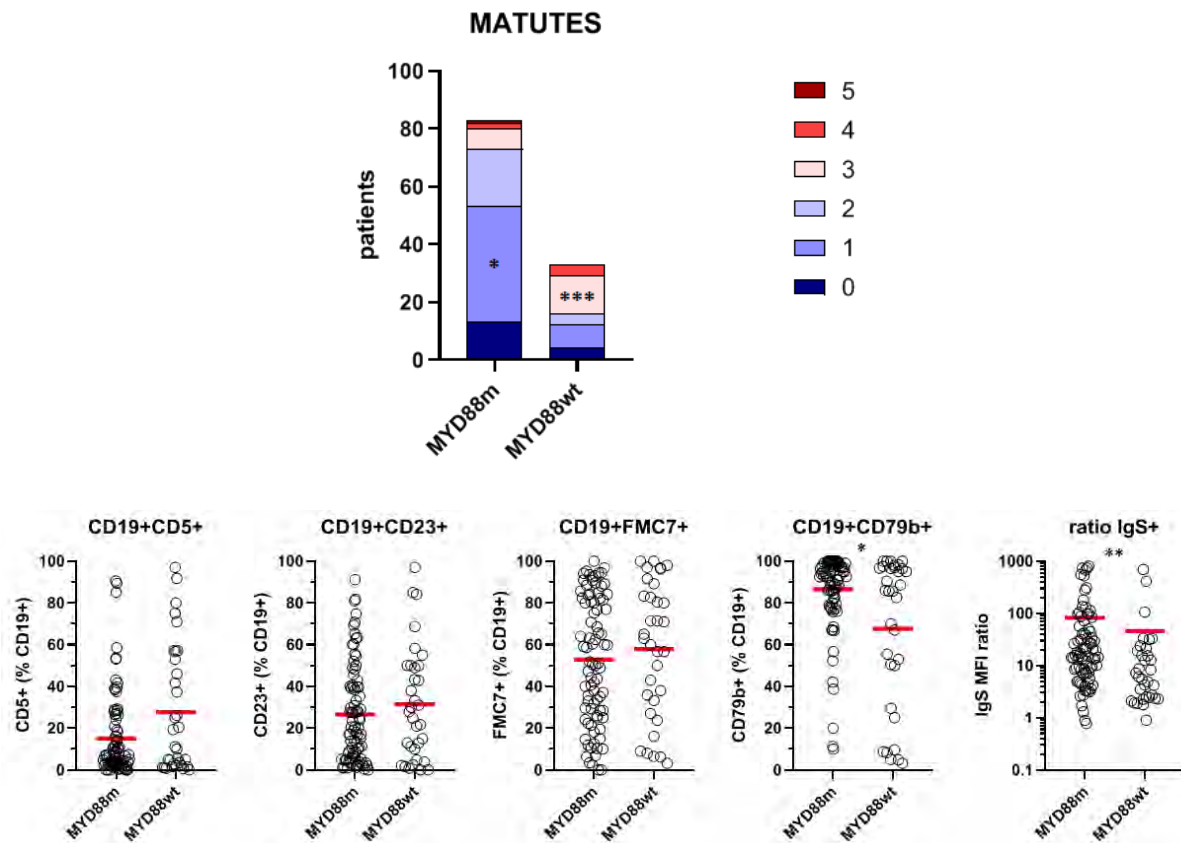 MATUTES
100
80
60
40
20
0
patients
*
***
MYD88m
MYD88wt
5
4
3
2
1
0
CD19+CD5+
CD5+ (% CD19+)
100
80
60
40
20
0
MYD88m
MYD88wt
CD19+CD23+
CD23+ (% CD19+)
100
80
60
40
20
0
MYD88m
MYD88wt
CD19+FMC7+
FMC7+ (% CD19+)
100
80
60
40
20
0
MYD88m
MYD88wt
CD19+CD79b+
*
CD79b+ (% CD19+)
100
80
60
40
20
0
MYD88m
MYD88wt
ratio IgS+
**
IgS MFI ratio
1000
100
10
1
0.1
MYD88m
MYD88wt